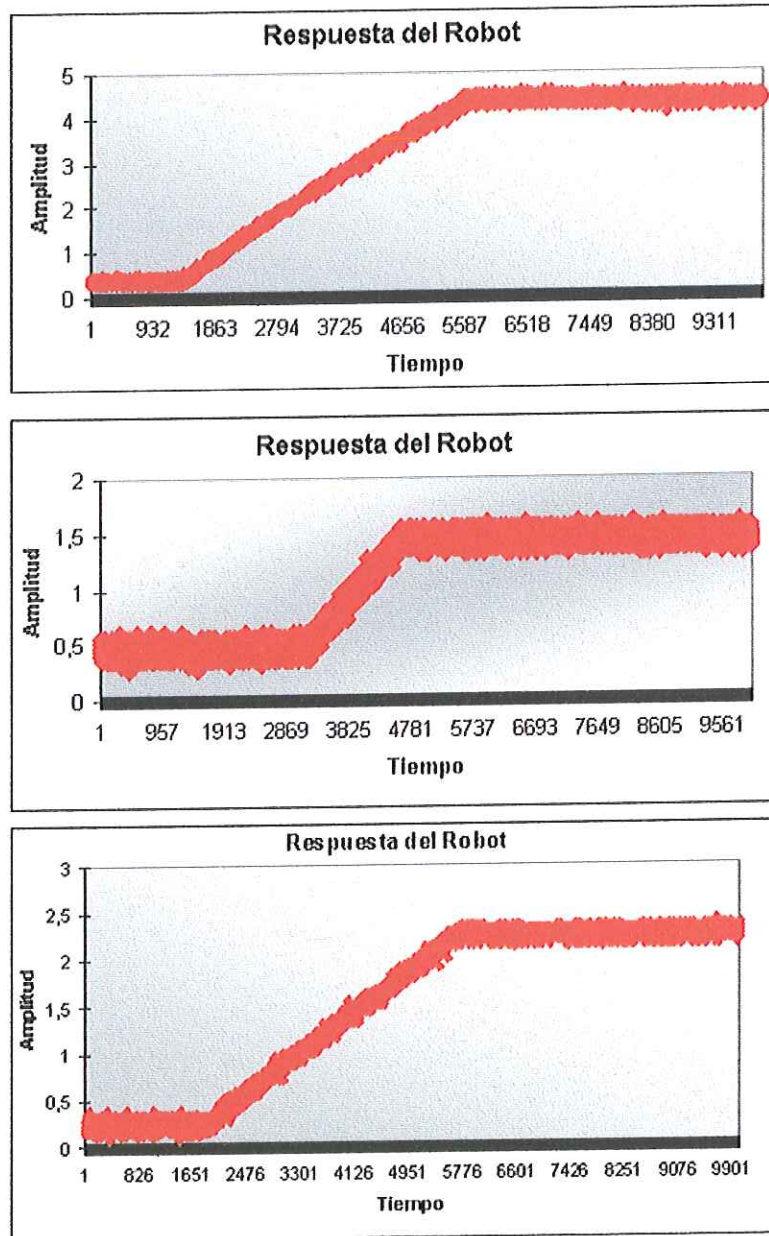 Respuesta del Robot
5
4
3
2
1
0
Amplitud
1 932 1863 2794 3725 4656 5587 6518 7449 8380 9311
Tiempo
Respuesta del Robot
2
1,5
1
0,5
0
Amplitud
1 957 1913 2869 3825 4781 5737 6693 7649 8605 9561
Tiempo
Respuesta del Robot
3
2,5
2
1,5
1
0,5
0
Amplitud
1 826 1651 2476 3301 4126 4951 5776 6601 7426 8251 9076 9901
Tiempo